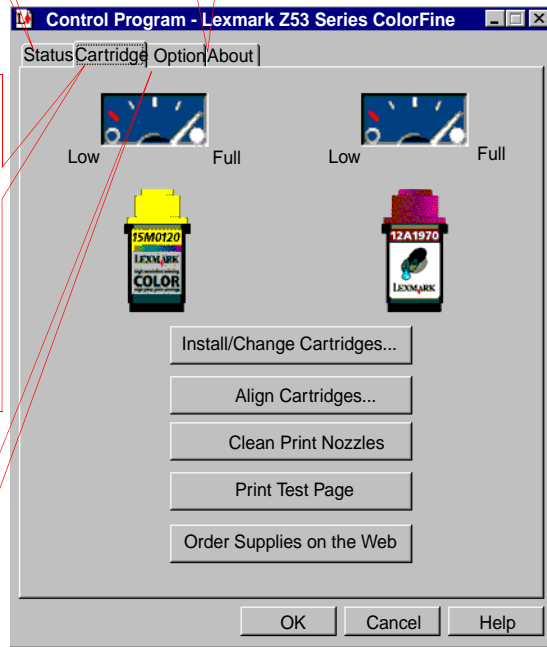 Control Program - Lexmark Z53 Series ColorFine
Status Cartridge Option About
Low Full Low Full
15M0120 12A1970
LEXMARK
COLOR LEXMARK
Install/Change Cartridges...
Align Cartridges...
Clean Print Nozzles
Print Test Page
Order Supplies on the Web
OK Cancel Help